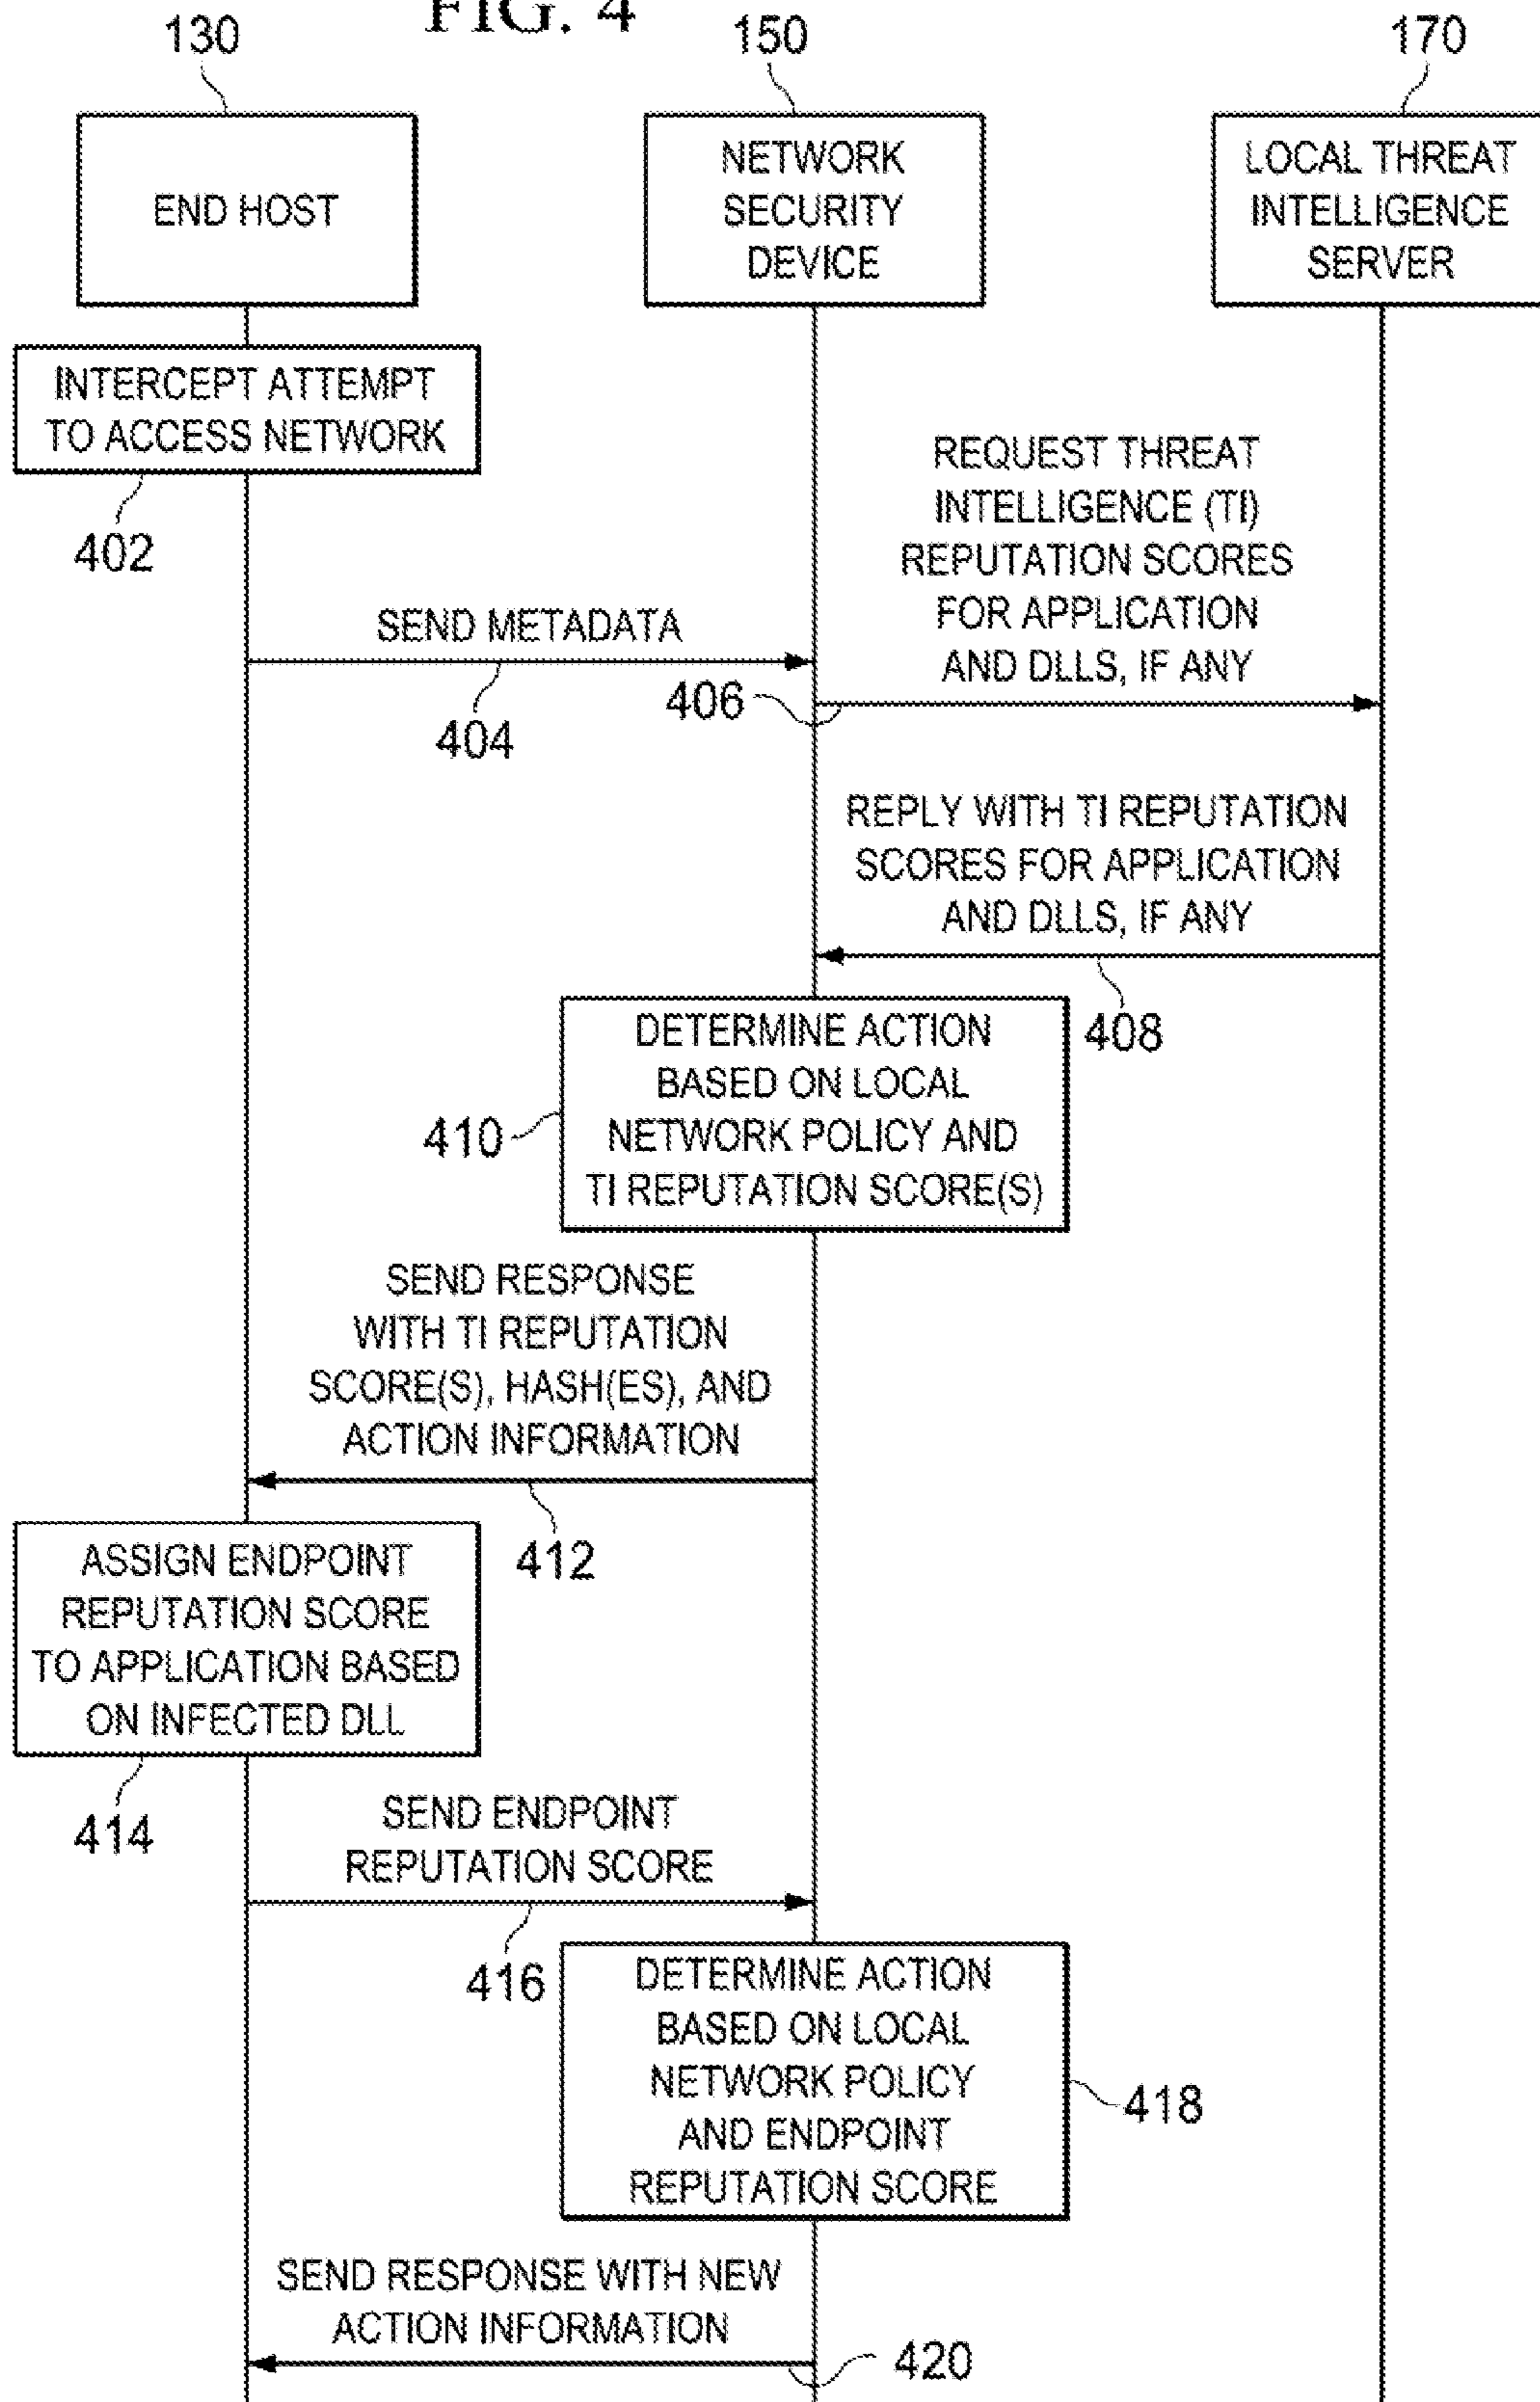 FIG. 4
130
150
170
END HOST
NETWORK
SECURITY
DEVICE
LOCAL THREAT
INTELLIGENCE
SERVER
INTERCEPT ATTEMPT
TO ACCESS NETWORK
402
SEND METADATA
404
REQUEST THREAT
INTELLIGENCE (TI)
REPUTATION SCORES
FOR APPLICATION
AND DLLS, IF ANY
406
REPLY WITH TI REPUTATION
SCORES FOR APPLICATION
AND DLLS, IF ANY
408
DETERMINE ACTION
BASED ON LOCAL
NETWORK POLICY AND
TI REPUTATION SCORE(S)
410
SEND RESPONSE
WITH TI REPUTATION
SCORE(S), HASH(ES), AND
ACTION INFORMATION
412
ASSIGN ENDPOINT
REPUTATION SCORE
TO APPLICATION BASED
ON INFECTED DLL
414
SEND ENDPOINT
REPUTATION SCORE
416
DETERMINE ACTION
BASED ON LOCAL
NETWORK POLICY
AND ENDPOINT
REPUTATION SCORE
418
SEND RESPONSE WITH NEW
ACTION INFORMATION
420